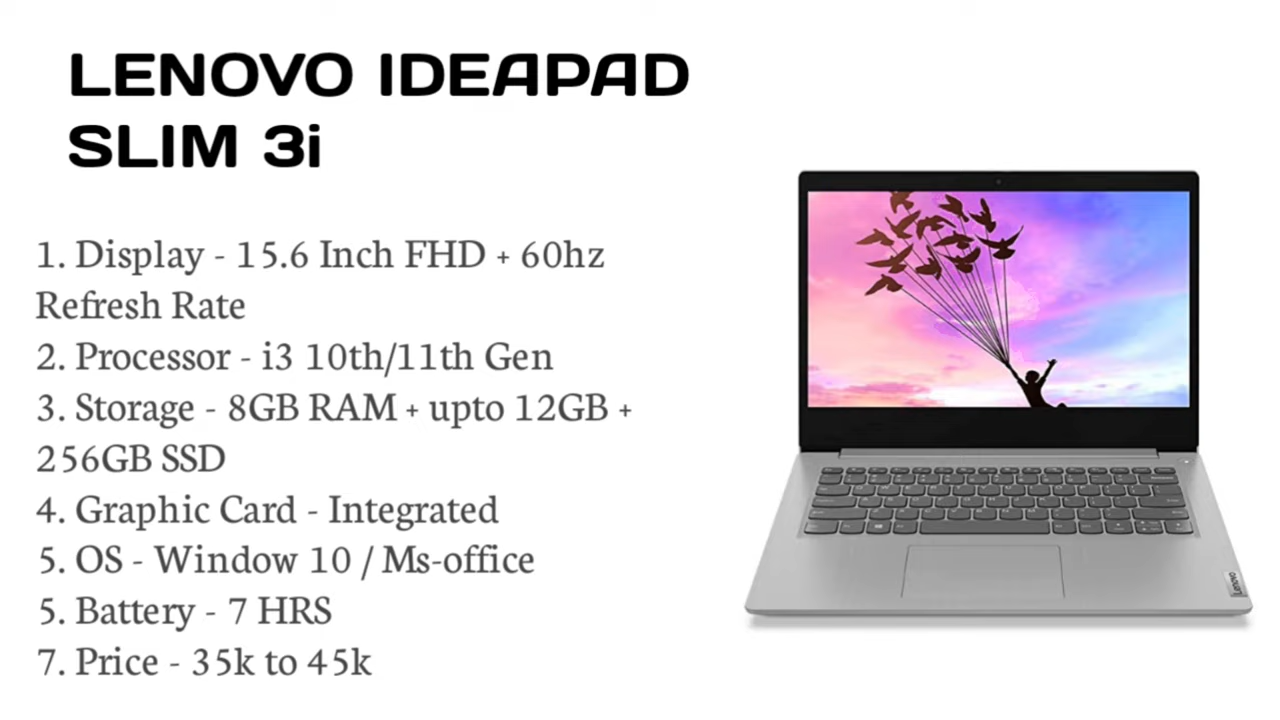 LENOVO IDEAPAD
SLIM 3i
1. Display - 15.6 Inch FHD + 60hz
Refresh Rate
2. Processor - i3 10th/11th Gen
3. Storage - 8GB RAM + upto 12GB +
256GB SSD
4. Graphic Card - Integrated
5. OS - Window 10 / Ms-office
5. Battery - 7 HRS
7. Price - 35k to 45k
Lenovo